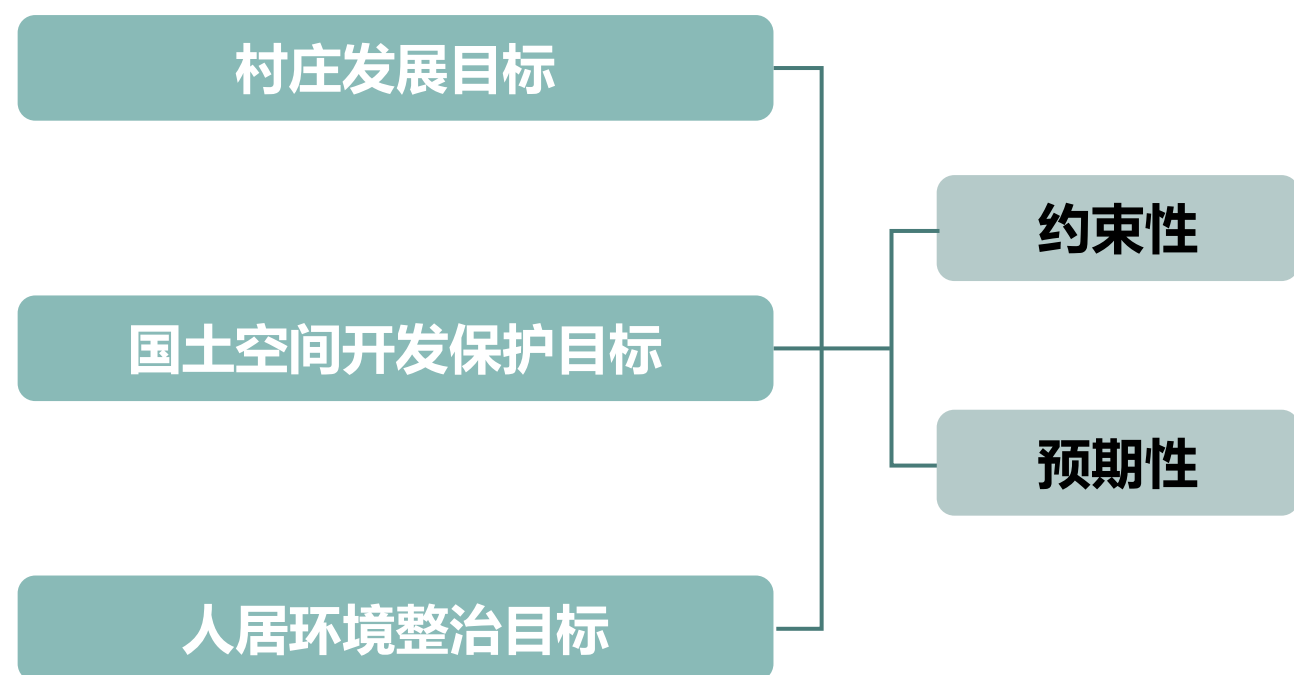 村庄发展目标
约束性
国土空间开发保护目标
预期性
人居环境整治目标